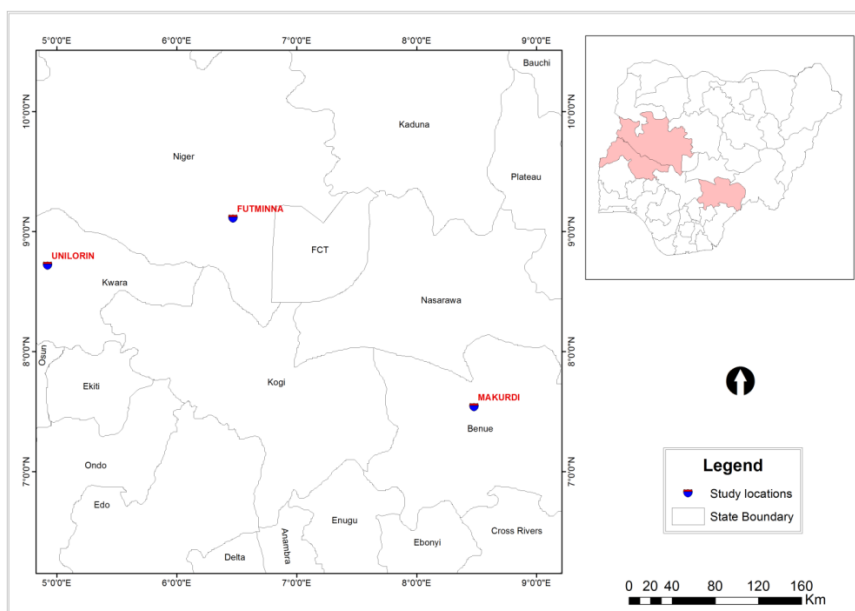 5°0'0"E 6°0'0"E 7°0'0"E 8°0'0"E 9°0'0"E
Bauchi
10°0'0"N 10°0'0"N
Kaduna
Niger
Plateau
FUTMINNA
9°0'0"N 9°0'0"N
FCT
UNILORIN
Kwara
Nasarawa
8°0'0"N 8°0'0"N
Osun
Ekiti
Kogi
MAKURDI
Benue
7°0'0"N 7°0'0"N
Ondo
Edo
Enugu
Cross Rivers
Anambra
Ebonyi
Delta
5°0'0"E 6°0'0"E 7°0'0"E 8°0'0"E 9°0'0"E
Legend
Study locations
State Boundary
0 20 40 80 120 160
Km